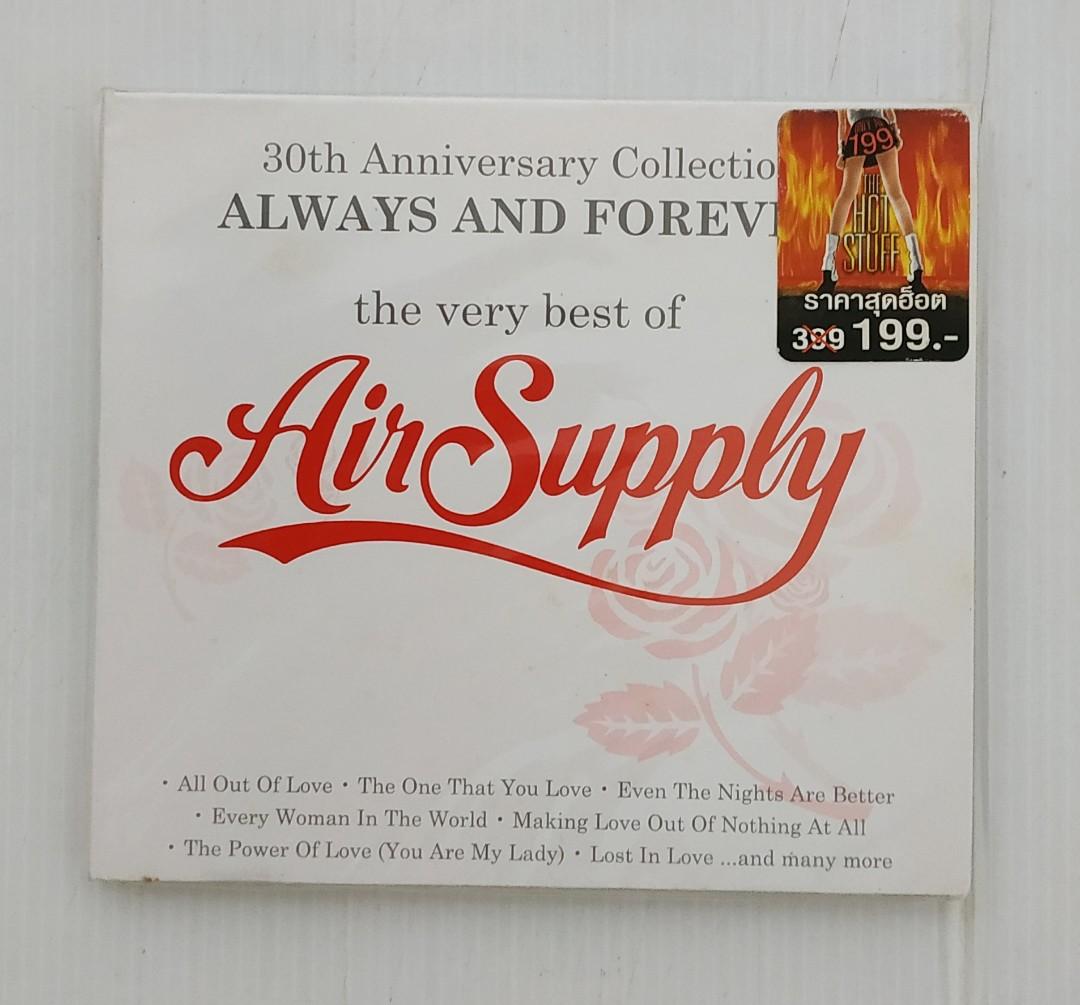 30th Anniversary Collectio
ALWAYS AND FOREV
the very best of
Air Supply
199
THE
HOT
STUFF
ราคาสุดฮ็อต
399 199.-
• All Out Of Love • The One That You Love • Even The Nights Are Better
• Every Woman In The World • Making Love Out Of Nothing At All
• The Power Of Love (You Are My Lady) • Lost In Love ...and many more